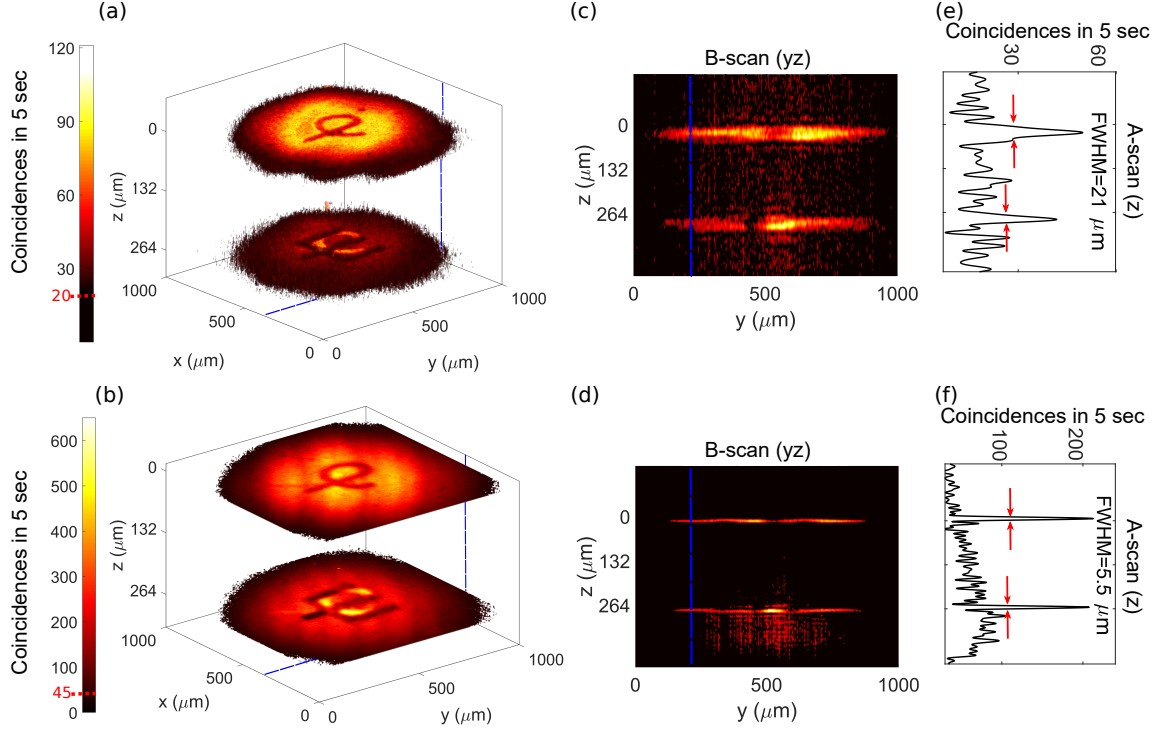 (a)
Coincidences in 5 sec
120
90
60
30
20
z (μm)
0
132
264
1000
500
0
x (μm)
0
500
1000
y (μm)
(c)
B-scan (yz)
z (μm)
0
132
264
0
500
1000
y (μm)
(e)
Coincidences in 5 sec
30
60
FWHM=21 μm
A-scan (z)
(b)
Coincidences in 5 sec
600
500
400
300
200
100
45
0
z (μm)
0
132
264
1000
500
0
x (μm)
0
500
1000
y (μm)
(d)
B-scan (yz)
z (μm)
0
132
264
0
500
1000
y (μm)
(f)
Coincidences in 5 sec
100
200
FWHM=5.5 μm
A-scan (z)